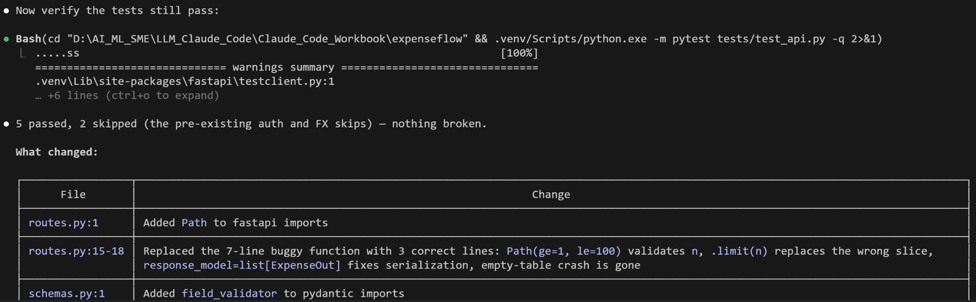 ● Now verify the tests still pass:
● Bash(cd "D:\AI_ML_SME\LLM_Claude_Code\Claude_Code_Workbook\expenseflow" && .venv/Scripts/python.exe -m pytest tests/test_api.py -q 2>&1)
.....ss [100%]
============================== warnings summary ===============================
.venv\Lib\site-packages\fastapi\testclient.py:1
… +6 lines (ctrl+o to expand)
● 5 passed, 2 skipped (the pre-existing auth and FX skips) — nothing broken.
What changed:
File Change
routes.py:1 Added Path to fastapi imports
routes.py:15-18 Replaced the 7-line buggy function with 3 correct lines: Path(ge=1, le=100) validates n, .limit(n) replaces the wrong slice,
response_model=list[ExpenseOut] fixes serialization, empty-table crash is gone
schemas.py:1 Added field_validator to pydantic imports